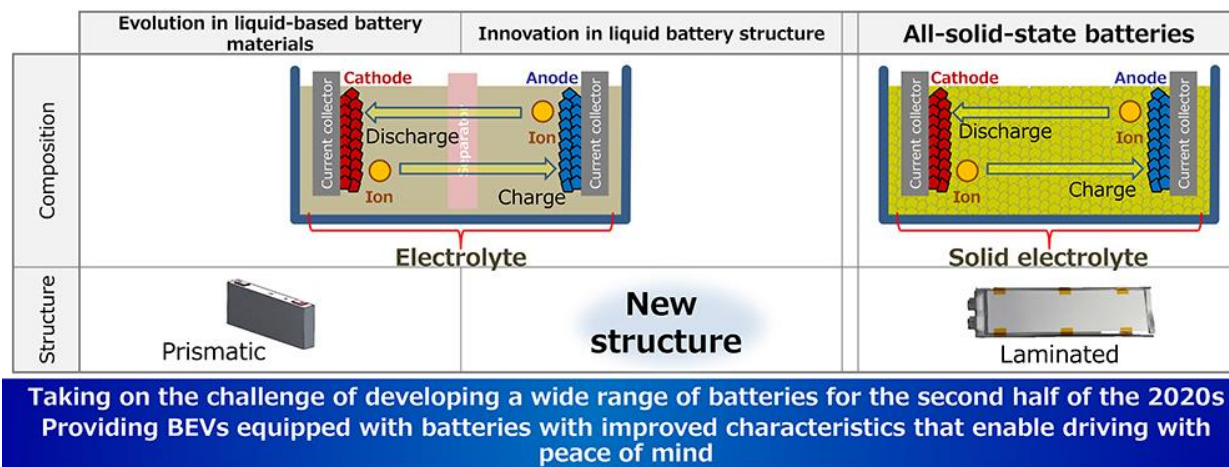 Evolution in liquid-based battery
materials
Innovation in liquid battery structure
All-solid-state batteries
Composition
Cathode
Anode
Current collector
Discharge
Ion
Separator
Ion
Charge
Current collector
Electrolyte
Cathode
Anode
Current collector
Discharge
Ion
Ion
Charge
Current collector
Solid electrolyte
Structure
Prismatic
New
structure
Laminated
Taking on the challenge of developing a wide range of batteries for the second half of the 2020s
Providing BEVs equipped with batteries with improved characteristics that enable driving with
peace of mind